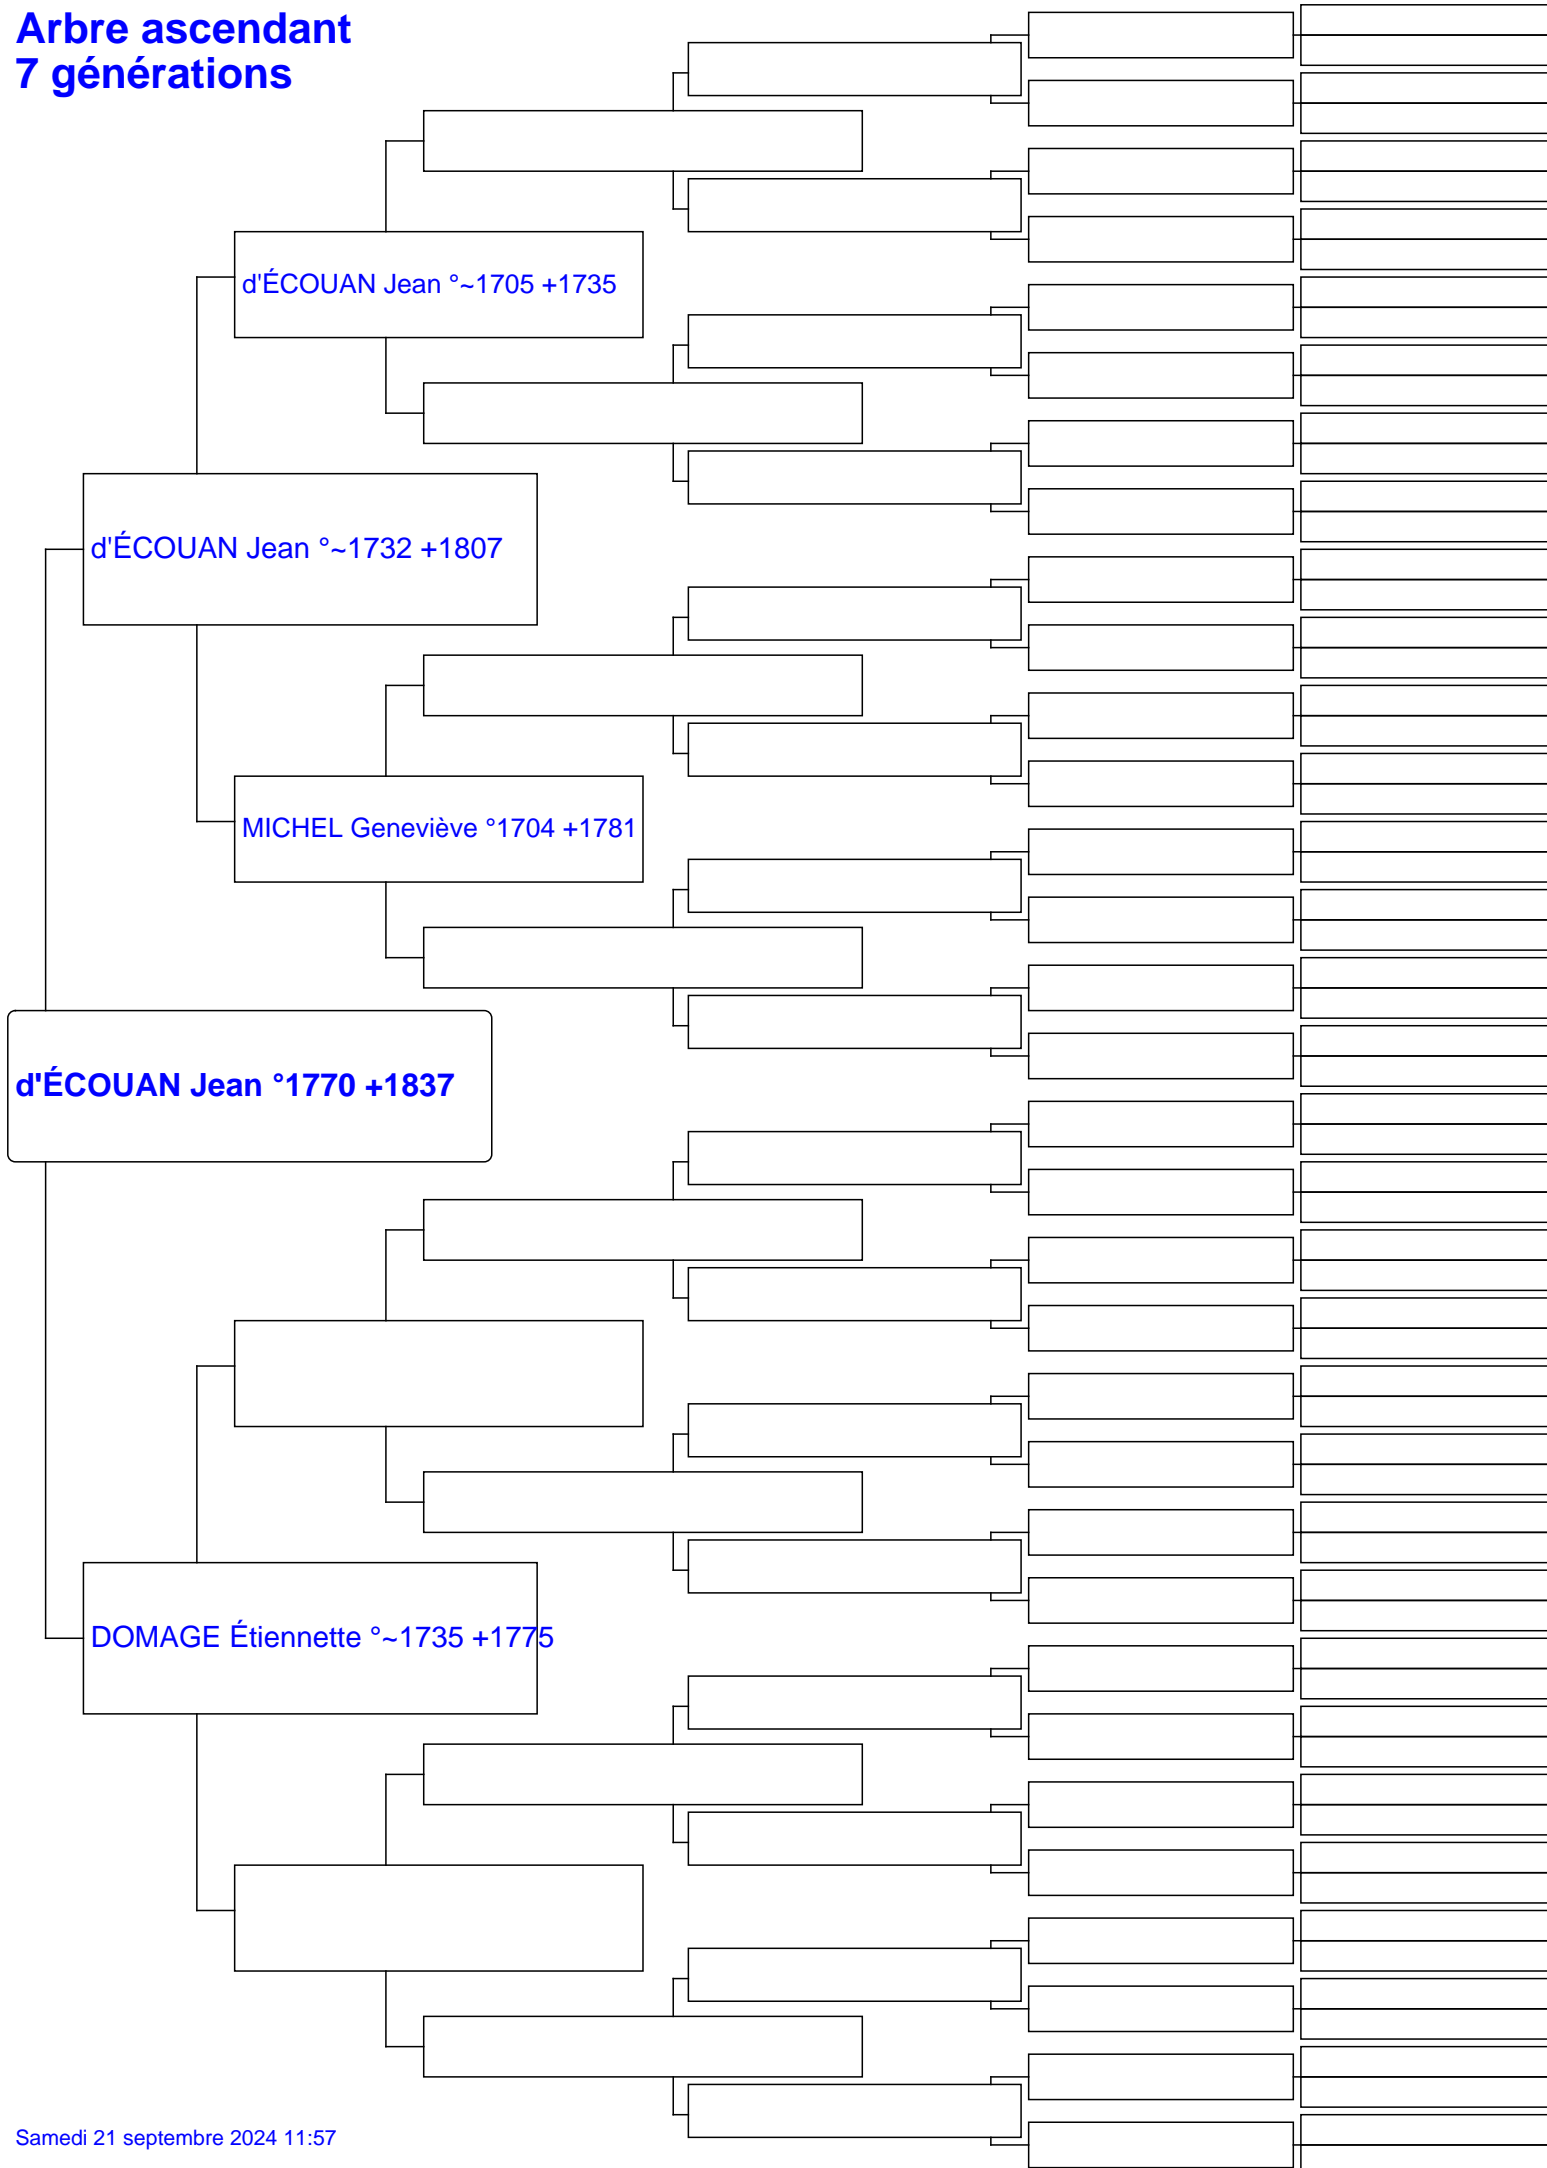 Arbre ascendant
7 générations
d'ÉCOUAN Jean °~1705 +1735
d'ÉCOUAN Jean °~1732 +1807
MICHEL Geneviève °1704 +1781
d'ÉCOUAN Jean °1770 +1837
DOMAGE Étiennette °~1735 +1775
Samedi 21 septembre 2024 11:57